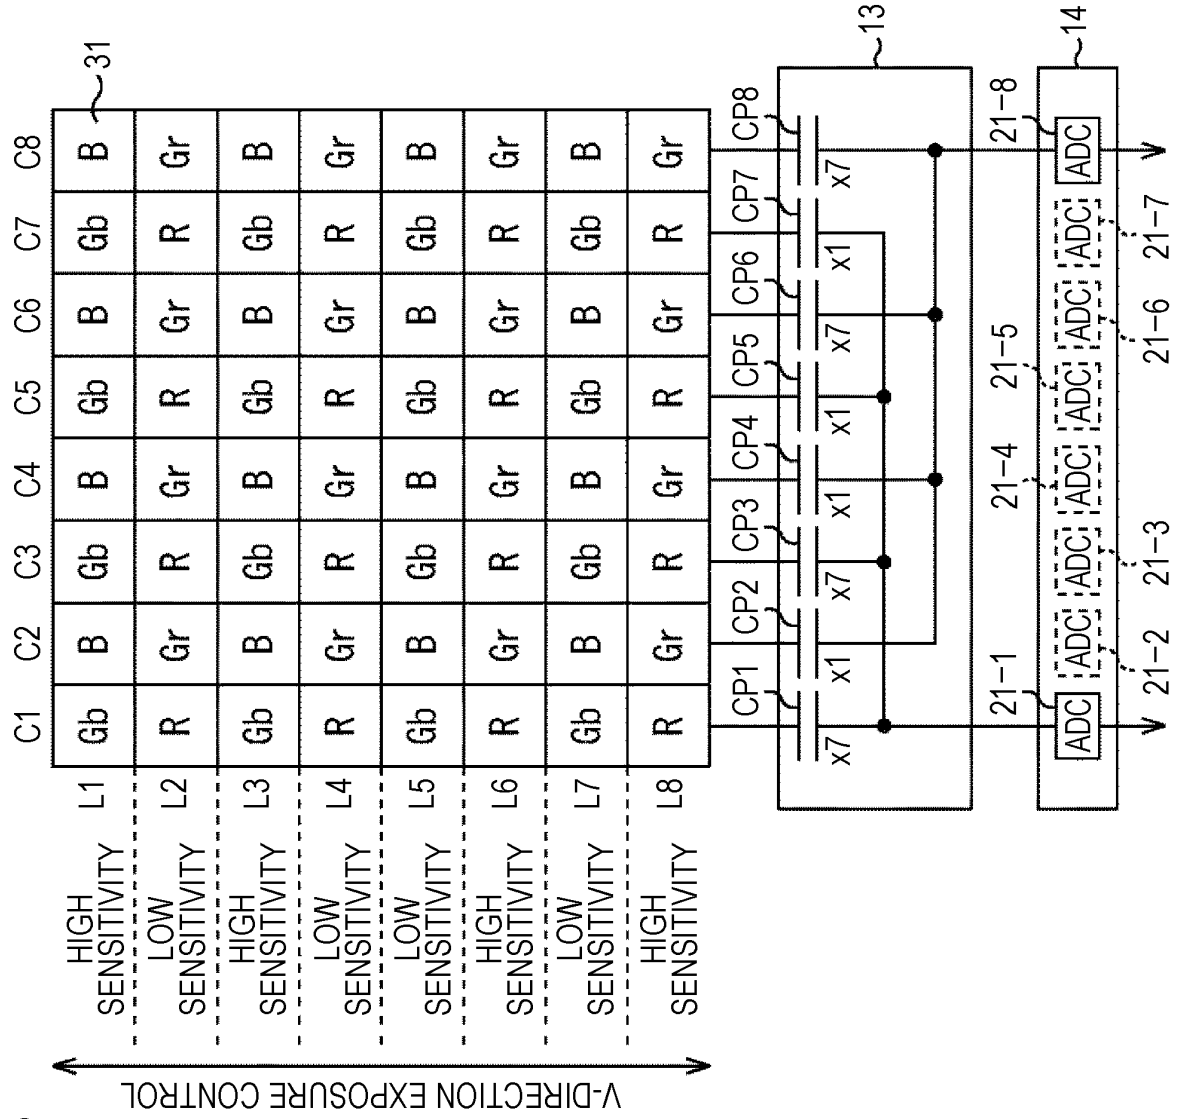 C1 C2 C3 C4 C5 C6 C7 C8
31
HIGH SENSITIVITY L1 Gb B Gb B Gb B Gb B
LOW SENSITIVITY L2 R Gr R Gr R Gr R Gr
HIGH SENSITIVITY L3 Gb B Gb B Gb B Gb B
LOW SENSITIVITY L4 R Gr R Gr R Gr R Gr
LOW SENSITIVITY L5 Gb B Gb B Gb B Gb B
HIGH SENSITIVITY L6 R Gr R Gr R Gr R Gr
LOW SENSITIVITY L7 Gb B Gb B Gb B Gb B
HIGH SENSITIVITY L8 R Gr R Gr R Gr R Gr
V-DIRECTION EXPOSURE CONTROL
CP1 CP2 CP3 CP4 CP5 CP6 CP7 CP8
x7 x1 x7 x1 x1 x7 x1 x7
13
21-1 21-4 21-5 21-8
ADC ADC ADC ADC ADC ADC ADC ADC
14
21-2 21-3 21-6 21-7